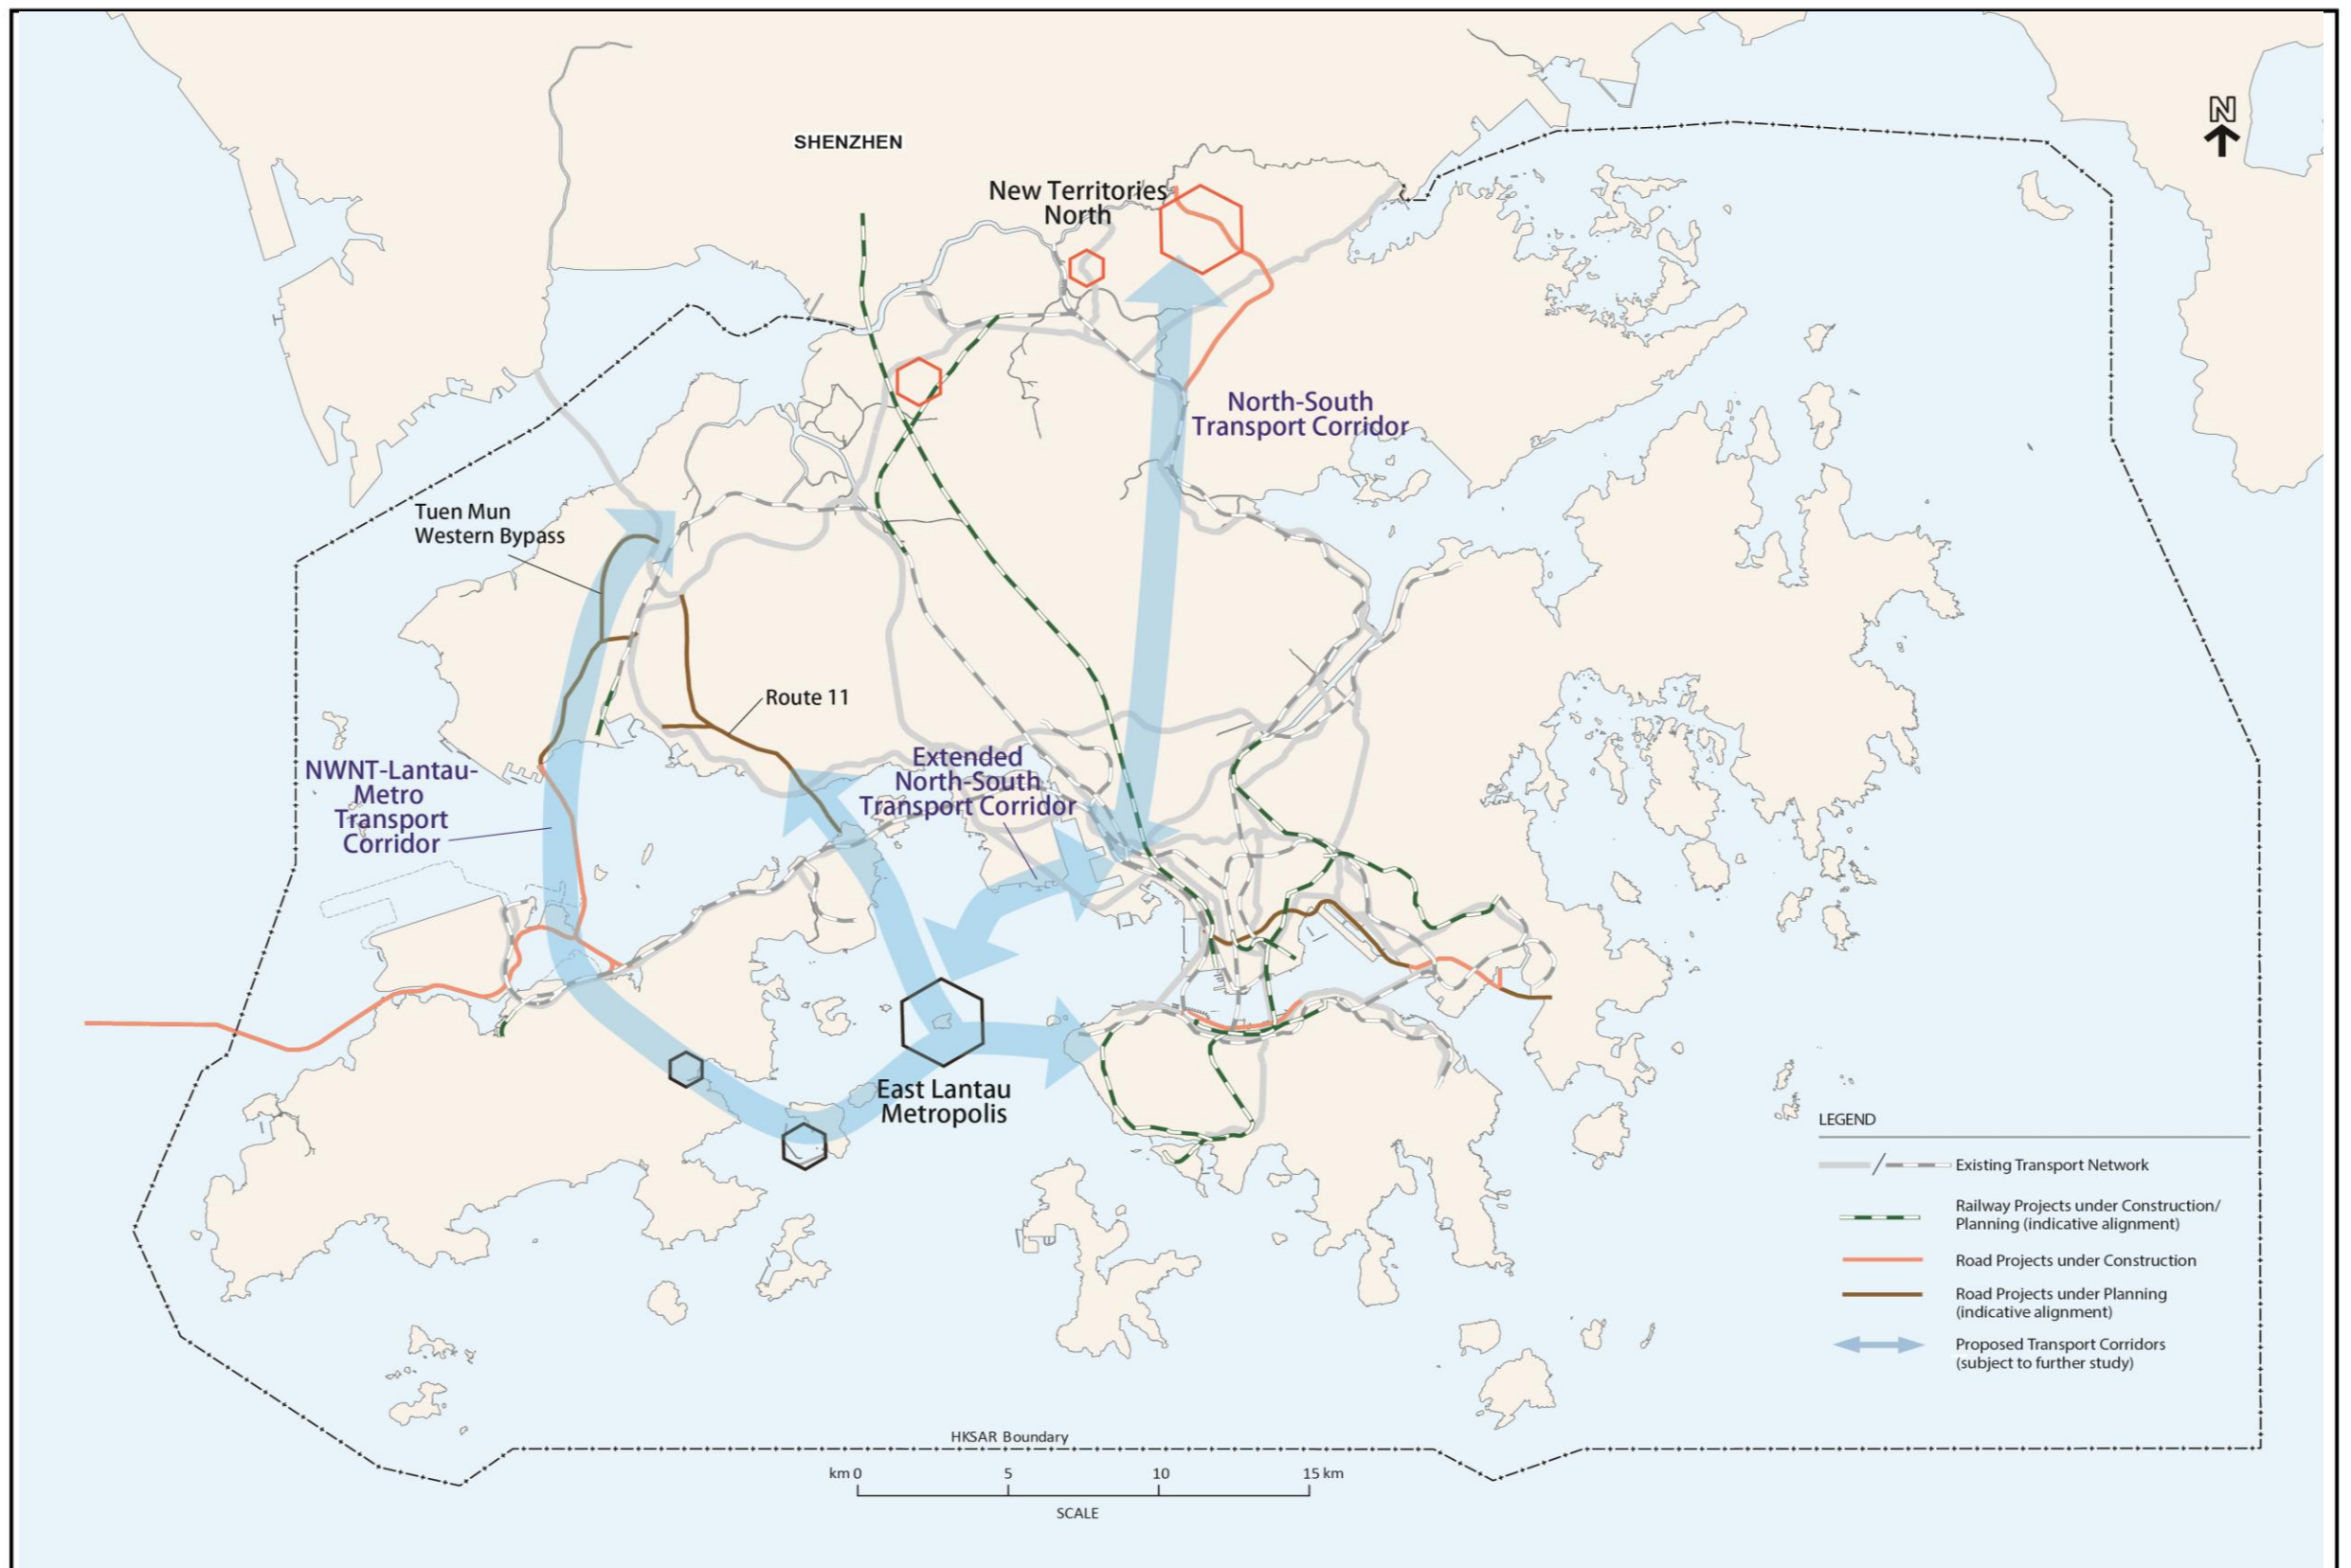 N
SHENZHEN
New Territories
North
North-South
Transport Corridor
Tuen Mun
Western Bypass
Route 11
Extended
North-South
Transport Corridor
NWNT-Lantau-
Metro
Transport
Corridor
East Lantau
Metropolis
LEGEND
Existing Transport Network
Railway Projects under Construction/
Planning (indicative alignment)
Road Projects under Construction
Road Projects under Planning
(indicative alignment)
Proposed Transport Corridors
(subject to further study)
HKSAR Boundary
km 0 5 10 15 km
SCALE